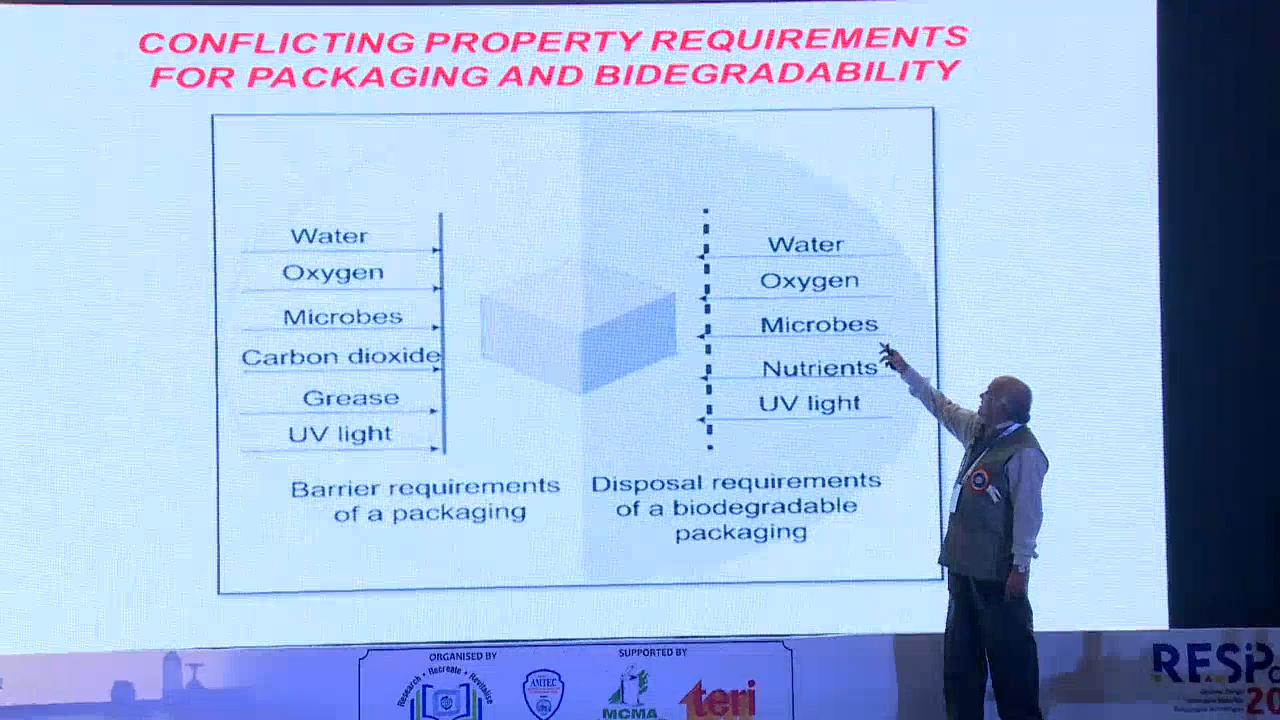 CONFLICTING PROPERTY REQUIREMENTS
FOR PACKAGING AND BIDEGRADABILITY
Water
Oxygen
Microbes
Carbon dioxide
Grease
UV light
Barrier requirements
of a packaging
Water
Oxygen
Microbes
Nutrients
UV light
Disposal requirements
of a biodegradable
packaging
ORGANISED BY
Research • Recreate • Revitalise
AMTEC
SUPPORTED BY
MCMA
teri
RESP